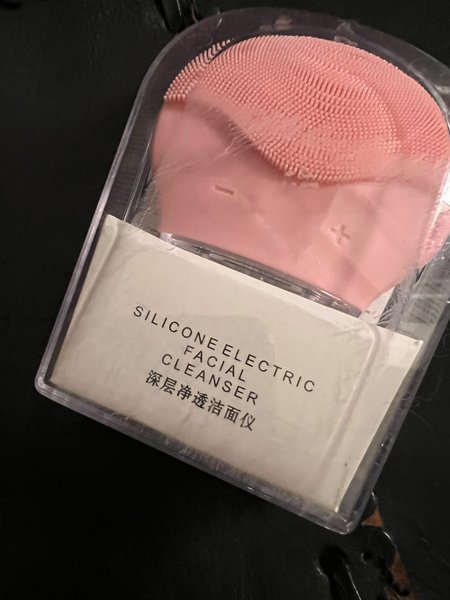 SILICONE ELECTRIC
FACIAL
CLEANSER
深层净透洁面仪